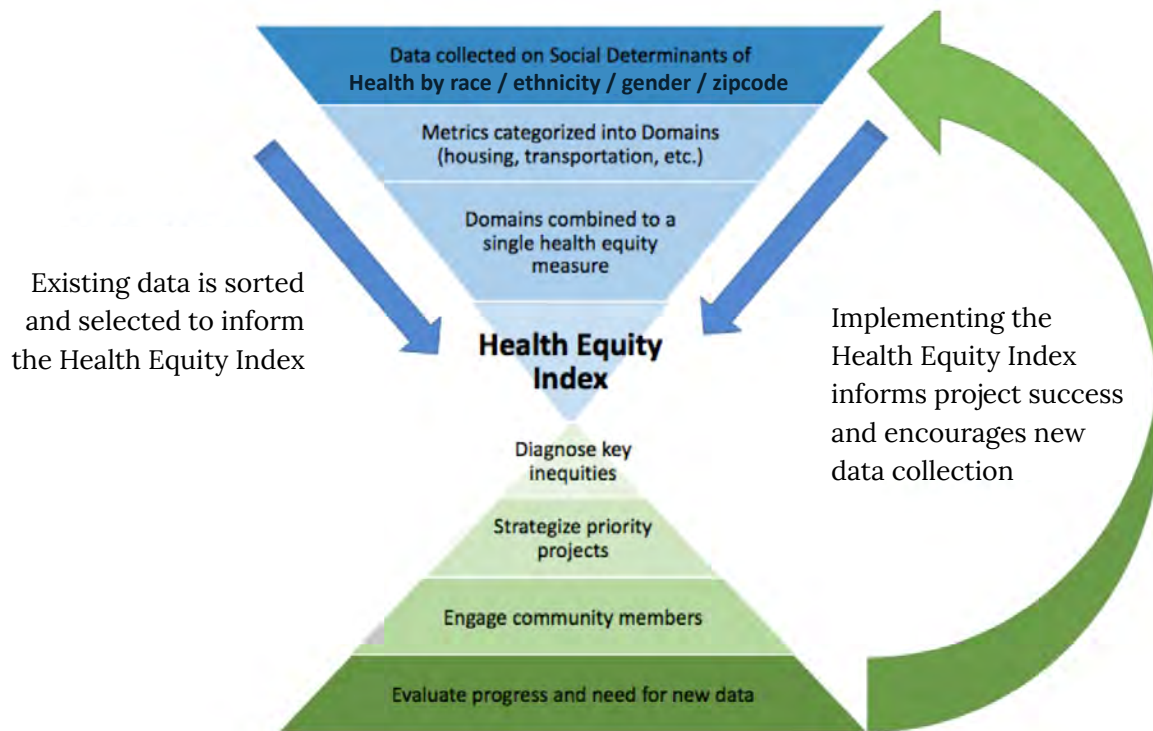 Data collected on Social Determinants of
Health by race / ethnicity / gender / zipcode
Metrics categorized into Domains
(housing, transportation, etc.)
Domains combined to a
single health equity
measure
Health Equity
Index
Existing data is sorted
and selected to inform
the Health Equity Index
Implementing the
Health Equity Index
informs project success
and encourages new
data collection
Diagnose key
inequities
Strategize priority
projects
Engage community members
Evaluate progress and need for new data